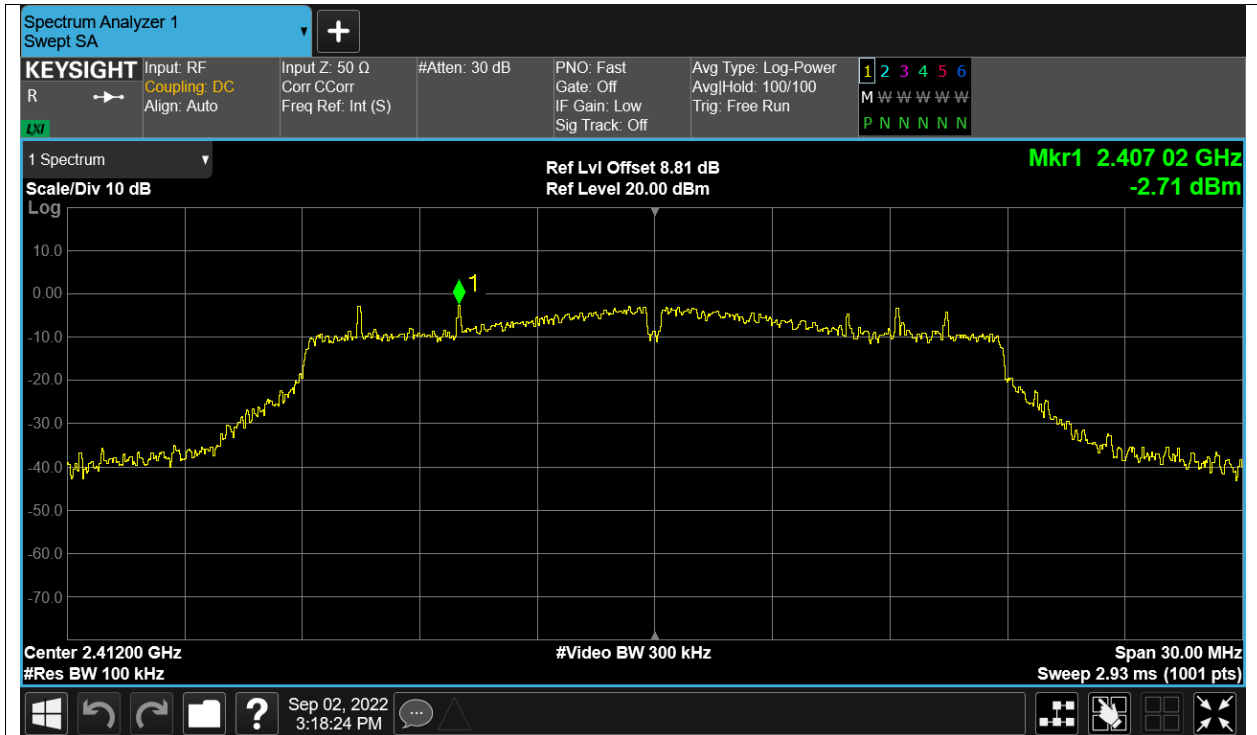 Spectrum Analyzer 1
Swept SA
KEYSIGHT
R
LXI
Input: RF
Coupling: DC
Align: Auto
Input Z: 50 Ω
Corr CCorr
Freq Ref: Int (S)
#Atten: 30 dB
PNO: Fast
Gate: Off
IF Gain: Low
Sig Track: Off
Avg Type: Log-Power
Avg|Hold: 100/100
Trig: Free Run
1 2 3 4 5 6
M W W W W W
P N N N N N
1 Spectrum
Scale/Div 10 dB
Log
Ref Lvl Offset 8.81 dB
Ref Level 20.00 dBm
Mkr1 2.407 02 GHz
-2.71 dBm
10.0
0.00
-10.0
-20.0
-30.0
-40.0
-50.0
-60.0
-70.0
1
Center 2.41200 GHz
#Res BW 100 kHz
#Video BW 300 kHz
Span 30.00 MHz
Sweep 2.93 ms (1001 pts)
?
Sep 02, 2022
3:18:24 PM